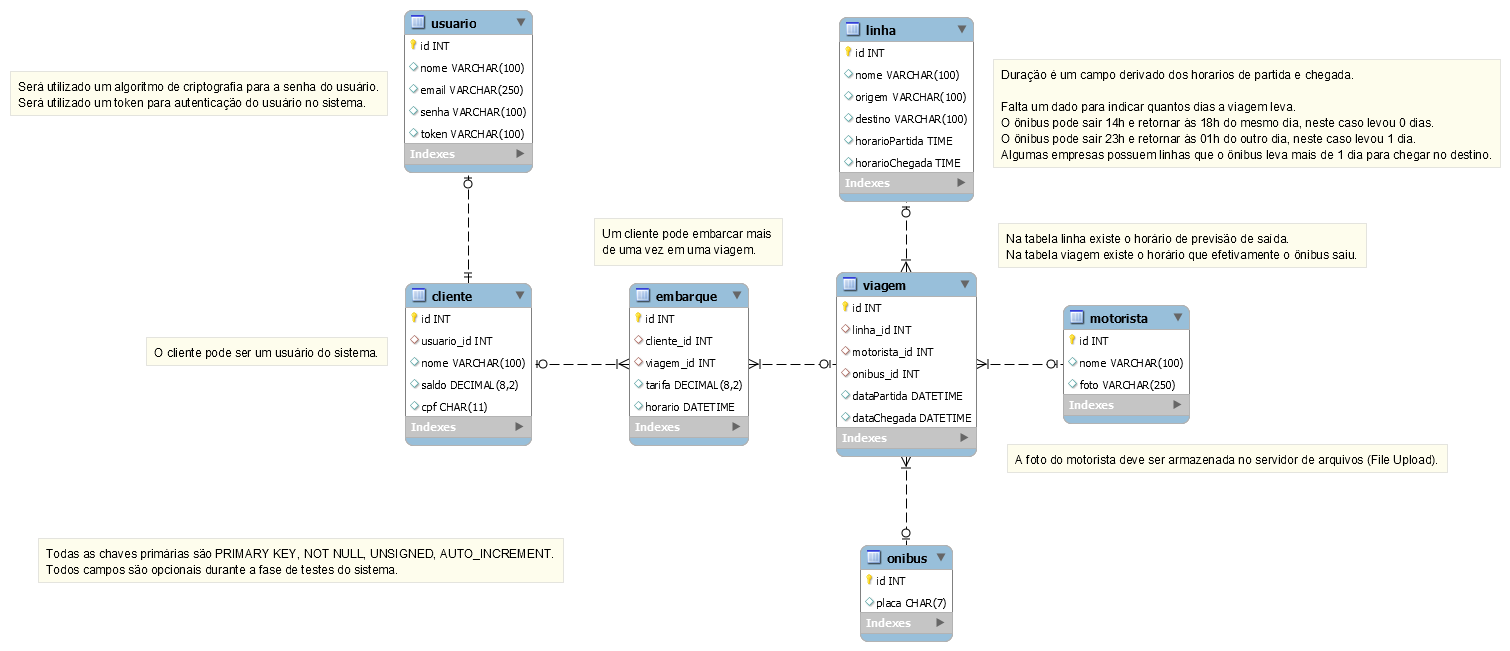 usuario
id INT
nome VARCHAR(100)
email VARCHAR(250)
senha VARCHAR(100)
token VARCHAR(100)
Indexes
Será utilizado um algoritmo de criptografia para a senha do usuário.
Será utilizado um token para autenticação do usuário no sistema.
linha
id INT
nome VARCHAR(100)
origem VARCHAR(100)
destino VARCHAR(100)
horarioPartida TIME
horarioChegada TIME
Indexes
Duração é um campo derivado dos horarios de partida e chegada.
Falta um dado para indicar quantos dias a viagem leva.
O ônibus pode sair 14h e retornar às 18h do mesmo dia, neste caso levou 0 dias.
O ônibus pode sair 23h e retornar às 01h do outro dia, neste caso levou 1 dia.
Algumas empresas possuem linhas que o ônibus leva mais de 1 dia para chegar no destino.
Um cliente pode embarcar mais
de uma vez em uma viagem.
Na tabela linha existe o horário de previsão de saída.
Na tabela viagem existe o horário que efetivamente o ônibus saiu.
O cliente pode ser um usuário do sistema.
cliente
id INT
usuario_id INT
nome VARCHAR(100)
saldo DECIMAL(8,2)
cpf CHAR(11)
Indexes
embarque
id INT
cliente_id INT
viagem_id INT
tarifa DECIMAL(8,2)
horario DATETIME
Indexes
viagem
id INT
linha_id INT
motorista_id INT
onibus_id INT
dataPartida DATETIME
dataChegada DATETIME
Indexes
motorista
id INT
nome VARCHAR(100)
foto VARCHAR(250)
Indexes
A foto do motorista deve ser armazenada no servidor de arquivos (File Upload).
Todas as chaves primárias são PRIMARY KEY, NOT NULL, UNSIGNED, AUTO_INCREMENT.
Todos campos são opcionais durante a fase de testes do sistema.
onibus
id INT
placa CHAR(7)
Indexes